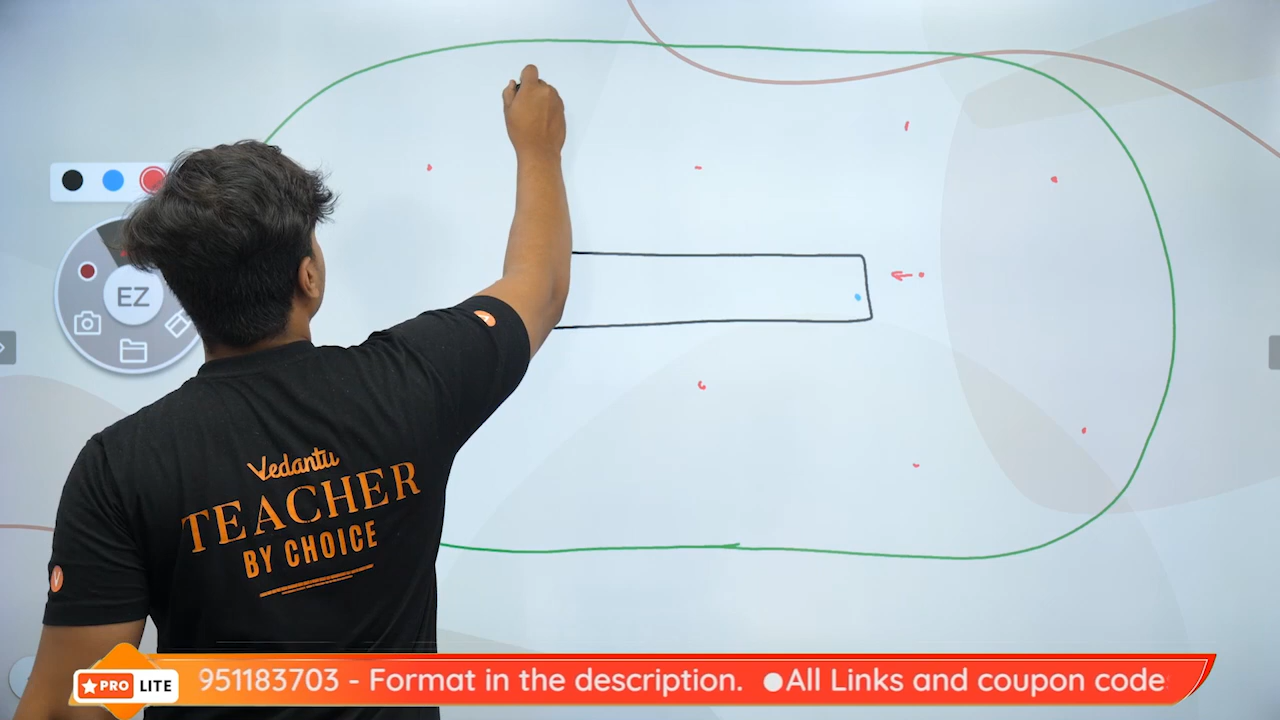 EZ
Vedantu
TEACHER
BY CHOICE
V
PRO LITE
951183703 - Format in the description. ●All Links and coupon code